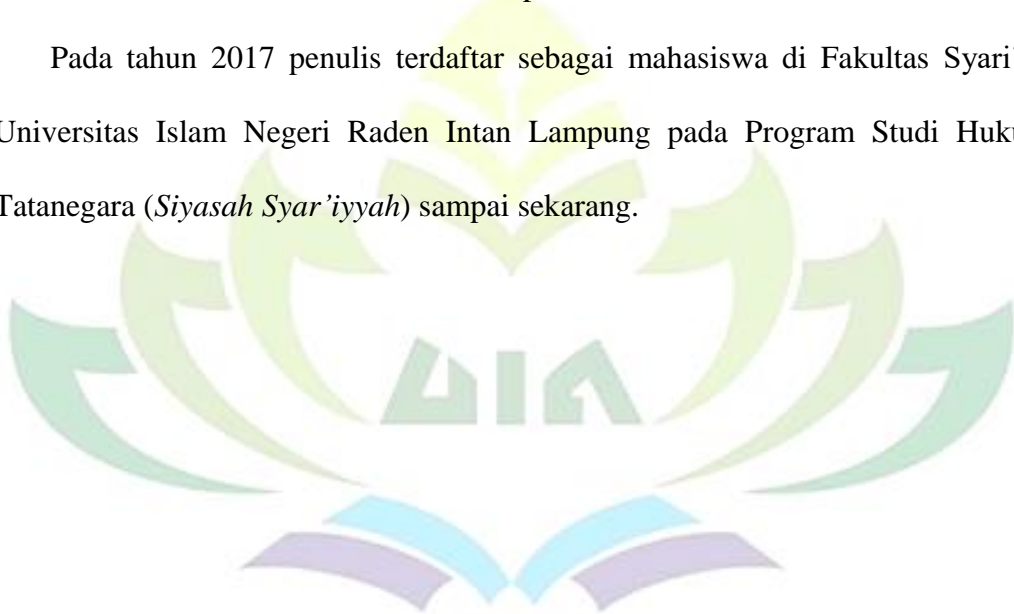 Pada tahun 2017 penulis terdaftar sebagai mahasiswa di Fakultas Syari'
Universitas Islam Negeri Raden Intan Lampung pada Program Studi Huku
Tatanegara (Siyasah Syar'iyyah) sampai sekarang.
UIN